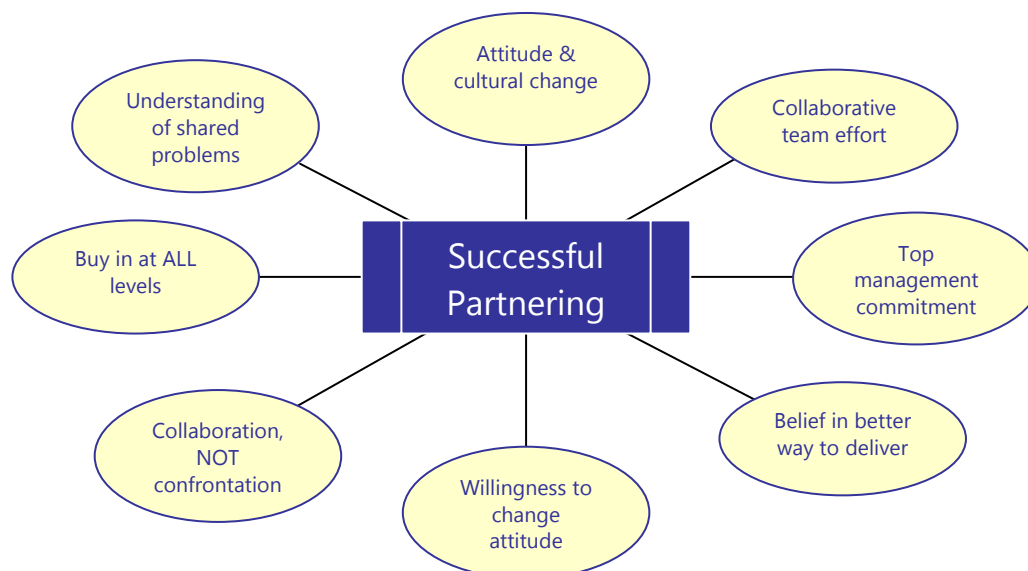 Attitude &
cultural change
Understanding
of shared
problems
Collaborative
team effort
Buy in at ALL
levels
Successful
Partnering
Top
management
commitment
Collaboration,
NOT
confrontation
Willingness to
change
attitude
Belief in better
way to deliver